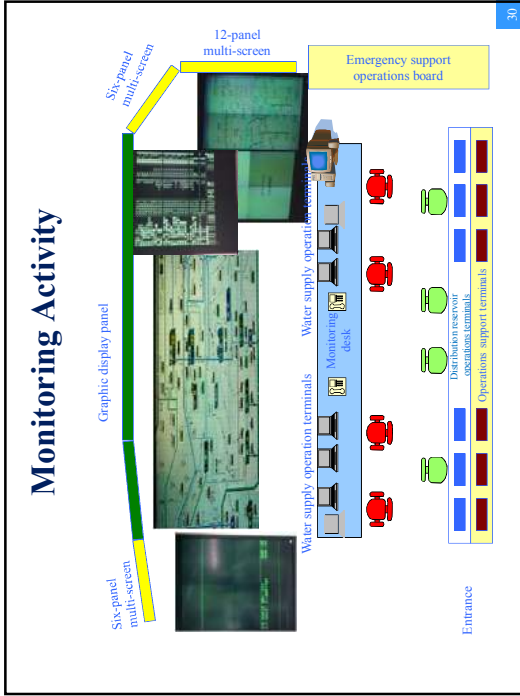 30
Monitoring Activity
12-panel
multi-screen
Six-panel
multi-screen
Emergency support
operations board
Graphic display panel
Six-panel
multi-screen
Water supply operation terminals
Water supply operation terminals
Monitoring
desk
Distribution reservoir
operations terminals
Operations support terminals
Entrance